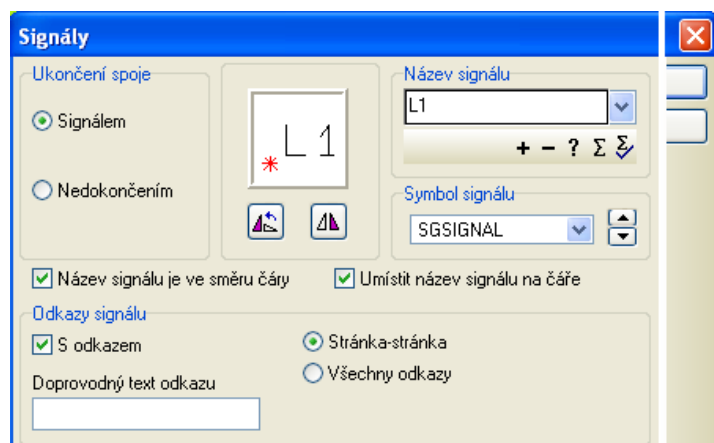 Signály
Ukončení spoje
Signálem
Nedokončením
L 1
Název signálu
L1
+ - ? Σ Σ
Symbol signálu
SGSIGNAL
Název signálu je ve směru čáry
Umístit název signálu na čáře
Odkazy signálu
S odkazem
Stránka-stránka
Všechny odkazy
Doprovodný text odkazu